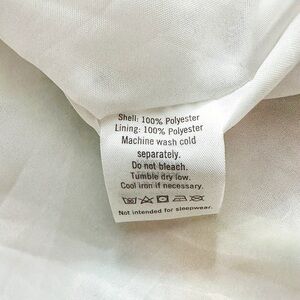 Shell: 100% Polyester
Lining: 100% Polyester
Machine wash cold
separately.
Do not bleach.
Tumble dry low.
Cool iron if necessary.
Not intended for sleepwear.